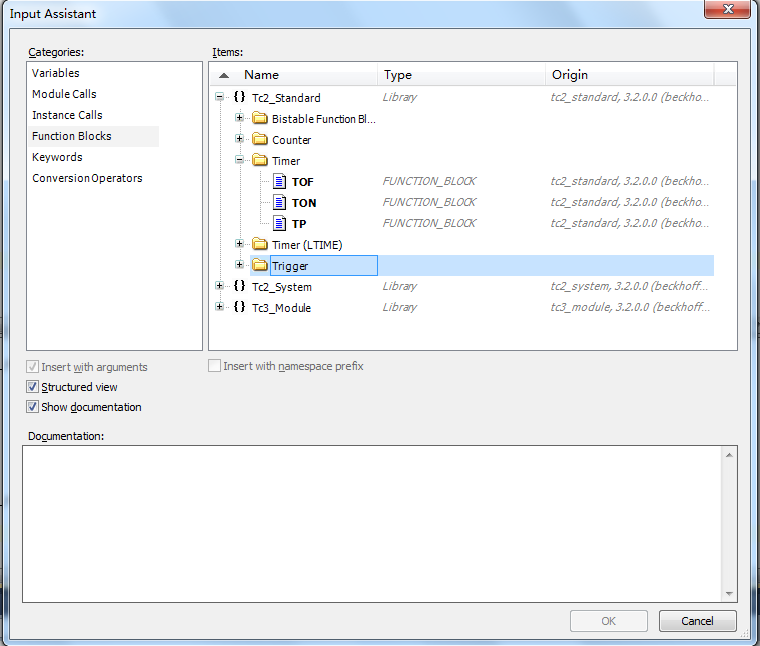 Input Assistant
Categories:
Items:
Variables
Module Calls
Instance Calls
Function Blocks
Keywords
Conversion Operators
Name Type Origin
{} Tc2_Standard Library tc2_standard, 3.2.0.0 (beckho...
Bistable Function Bl...
Counter
Timer
TOF FUNCTION_BLOCK tc2_standard, 3.2.0.0 (beckho...
TON FUNCTION_BLOCK tc2_standard, 3.2.0.0 (beckho...
TP FUNCTION_BLOCK tc2_standard, 3.2.0.0 (beckho...
Timer (LTIME)
Trigger
{} Tc2_System Library tc2_system, 3.2.0.0 (beckhoff...
{} Tc3_Module Library tc3_module, 3.2.0.0 (beckhoff...
Insert with arguments
Insert with namespace prefix
Structured view
Show documentation
Documentation:
OK Cancel